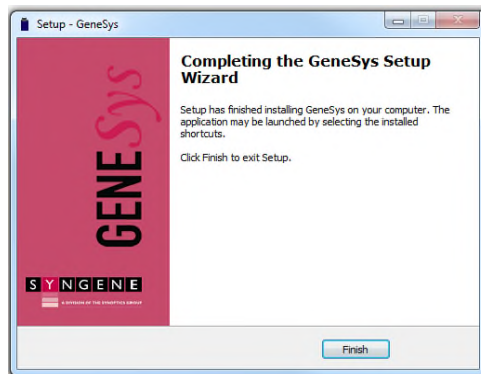 Setup - GeneSys
GENESys
SYNGENE
A DIVISION OF THE SYNOPTICS GROUP
Completing the GeneSys Setup
Wizard
Setup has finished installing GeneSys on your computer. The
application may be launched by selecting the installed
shortcuts.
Click Finish to exit Setup.
Finish